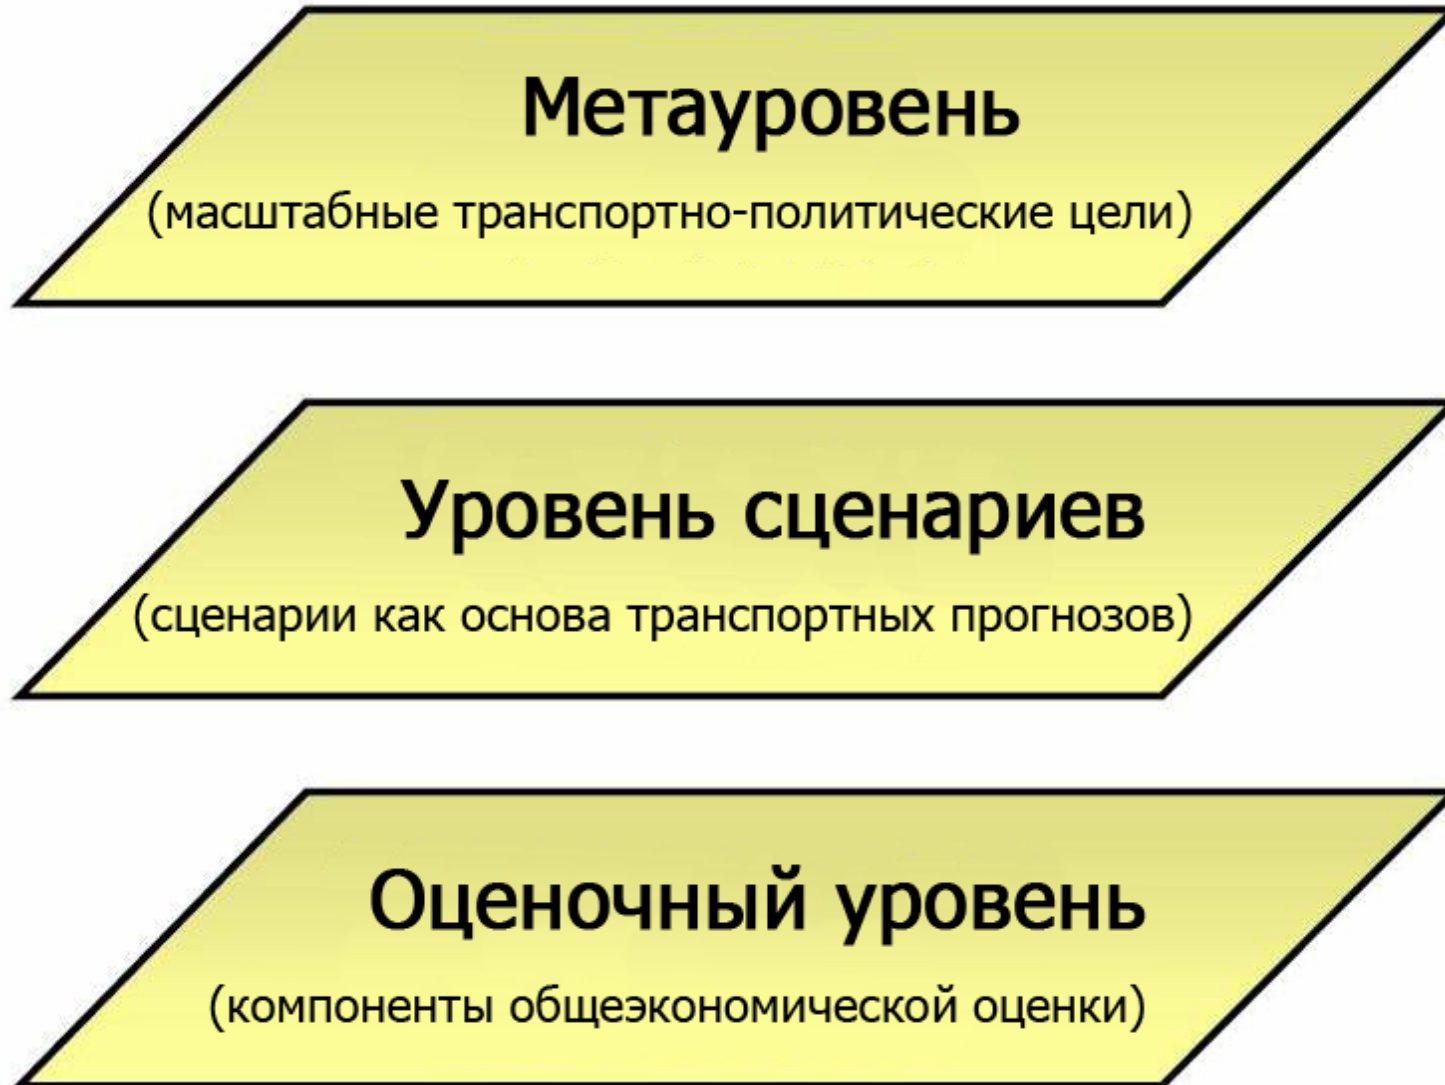 Метауровень
(масштабные транспортно-политические цели)
Уровень сценариев
(сценарии как основа транспортных прогнозов)
Оценочный уровень
(компоненты общеэкономической оценки)